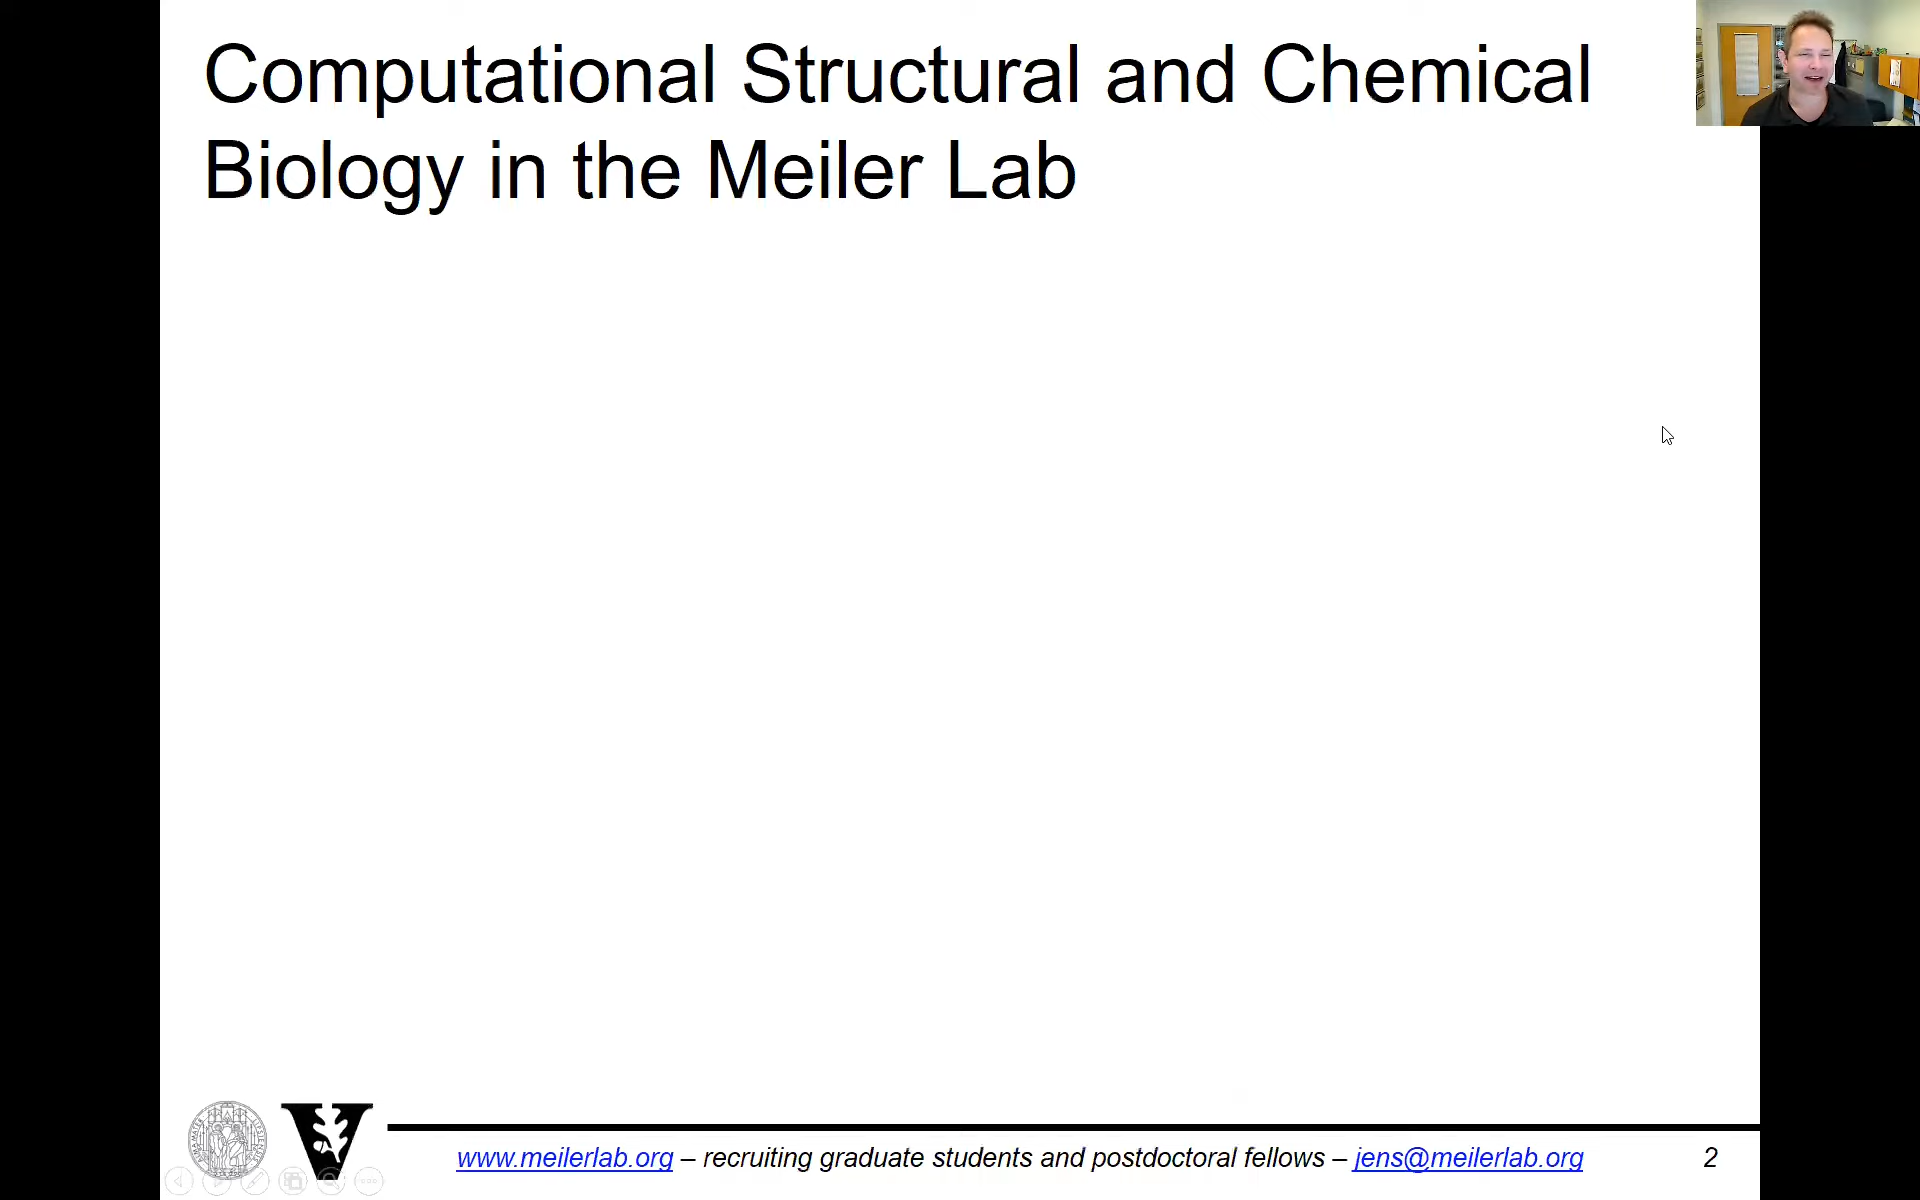 Computational Structural and Chemical
Biology in the Meiler Lab
www.meilerlab.org – recruiting graduate students and postdoctoral fellows – jens@meilerlab.org
2